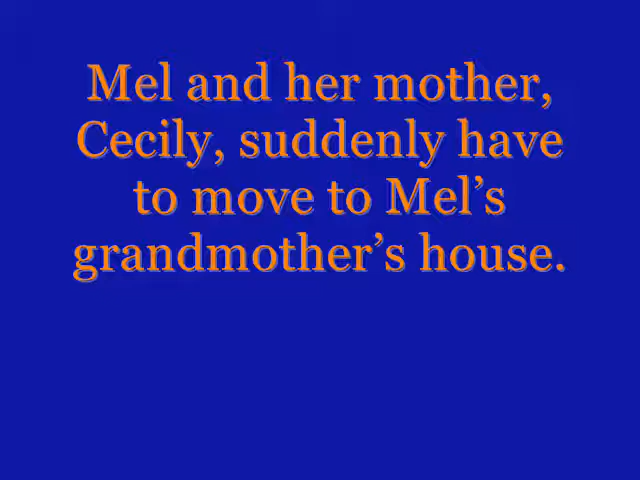 Mel and her mother,
Cecily, suddenly have
to move to Mel’s
grandmother’s house.